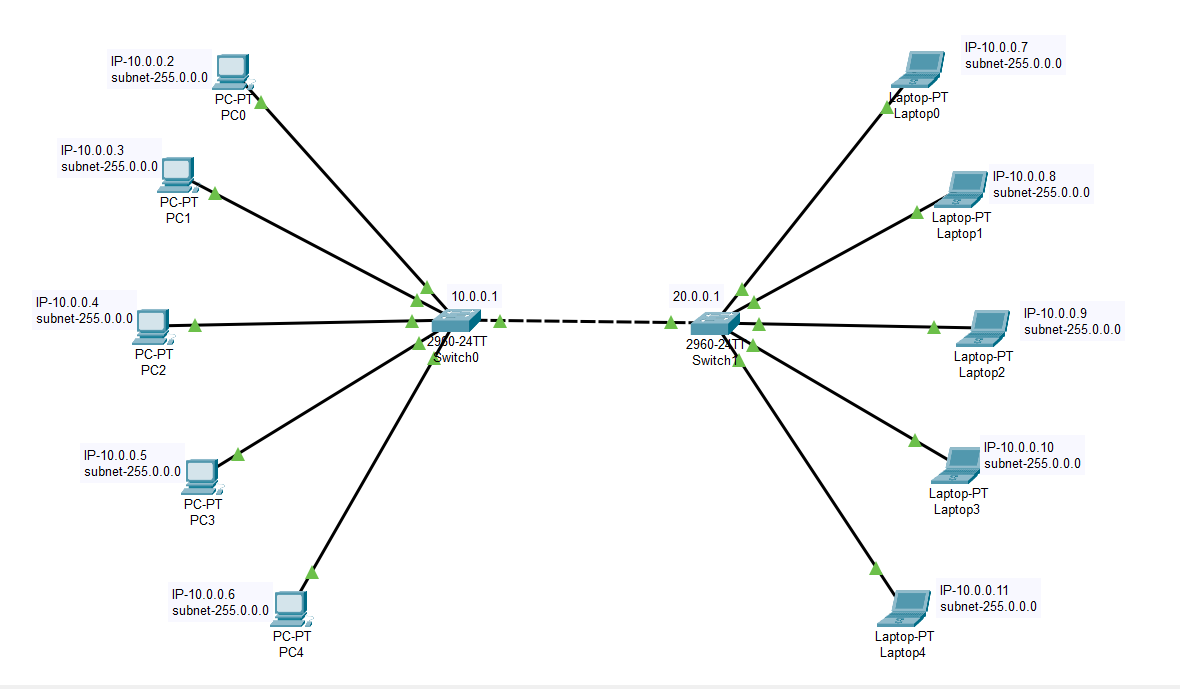 IP-10.0.0.2
subnet-255.0.0.0
PC-PT
PC0
IP-10.0.0.3
subnet-255.0.0.0
PC-PT
PC1
IP-10.0.0.4
subnet-255.0.0.0
PC-PT
PC2
IP-10.0.0.5
subnet-255.0.0.0
PC-PT
PC3
IP-10.0.0.6
subnet-255.0.0.0
PC-PT
PC4
10.0.0.1
2960-24TT
Switch0
20.0.0.1
2960-24TT
Switch1
IP-10.0.0.7
subnet-255.0.0.0
Laptop-PT
Laptop0
IP-10.0.0.8
subnet-255.0.0.0
Laptop-PT
Laptop1
IP-10.0.0.9
subnet-255.0.0.0
Laptop-PT
Laptop2
IP-10.0.0.10
subnet-255.0.0.0
Laptop-PT
Laptop3
IP-10.0.0.11
subnet-255.0.0.0
Laptop-PT
Laptop4